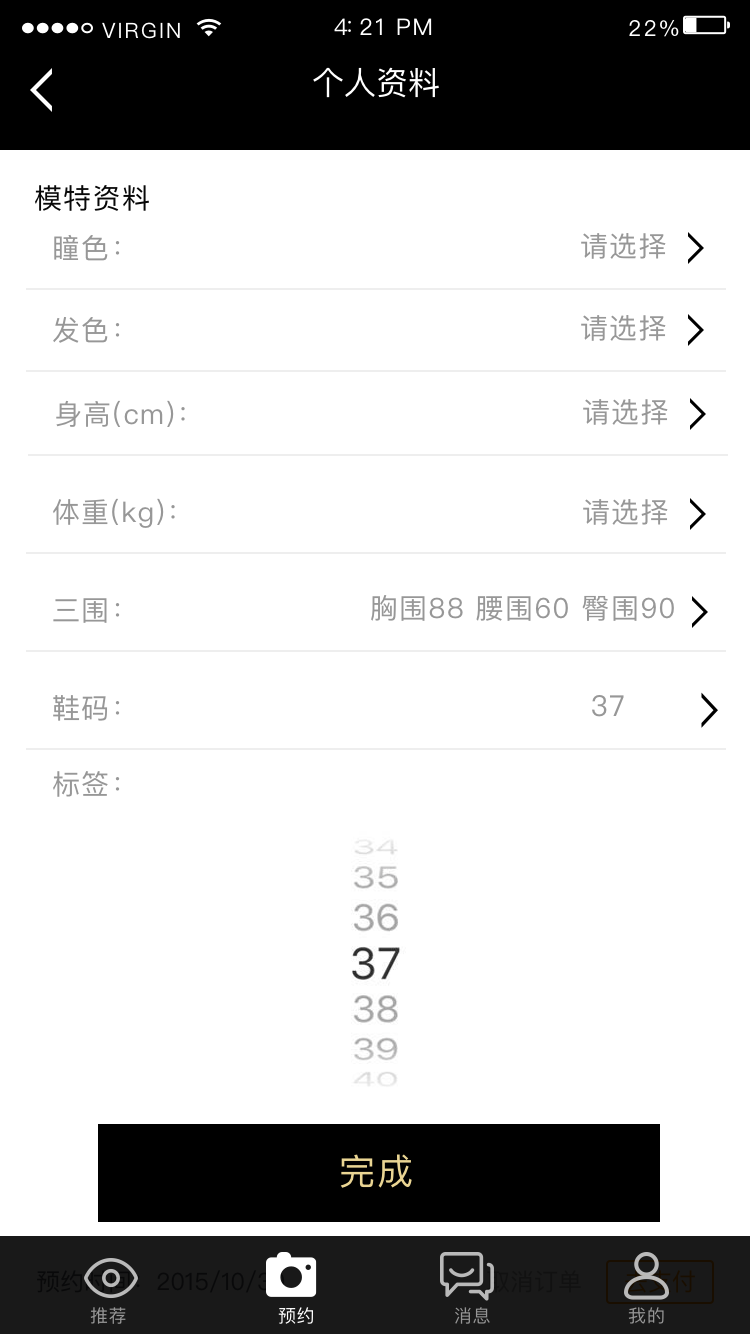 VIRGIN 4: 21 PM 22%
个人资料
模特资料
瞳色: 请选择
发色: 请选择
身高(cm): 请选择
体重(kg): 请选择
三围: 胸围88 腰围60 臀围90
鞋码: 37
标签:
34
35
36
37
38
39
40
完成
预约 2015/10/3 取消订单 付
推荐 预约 消息 我的